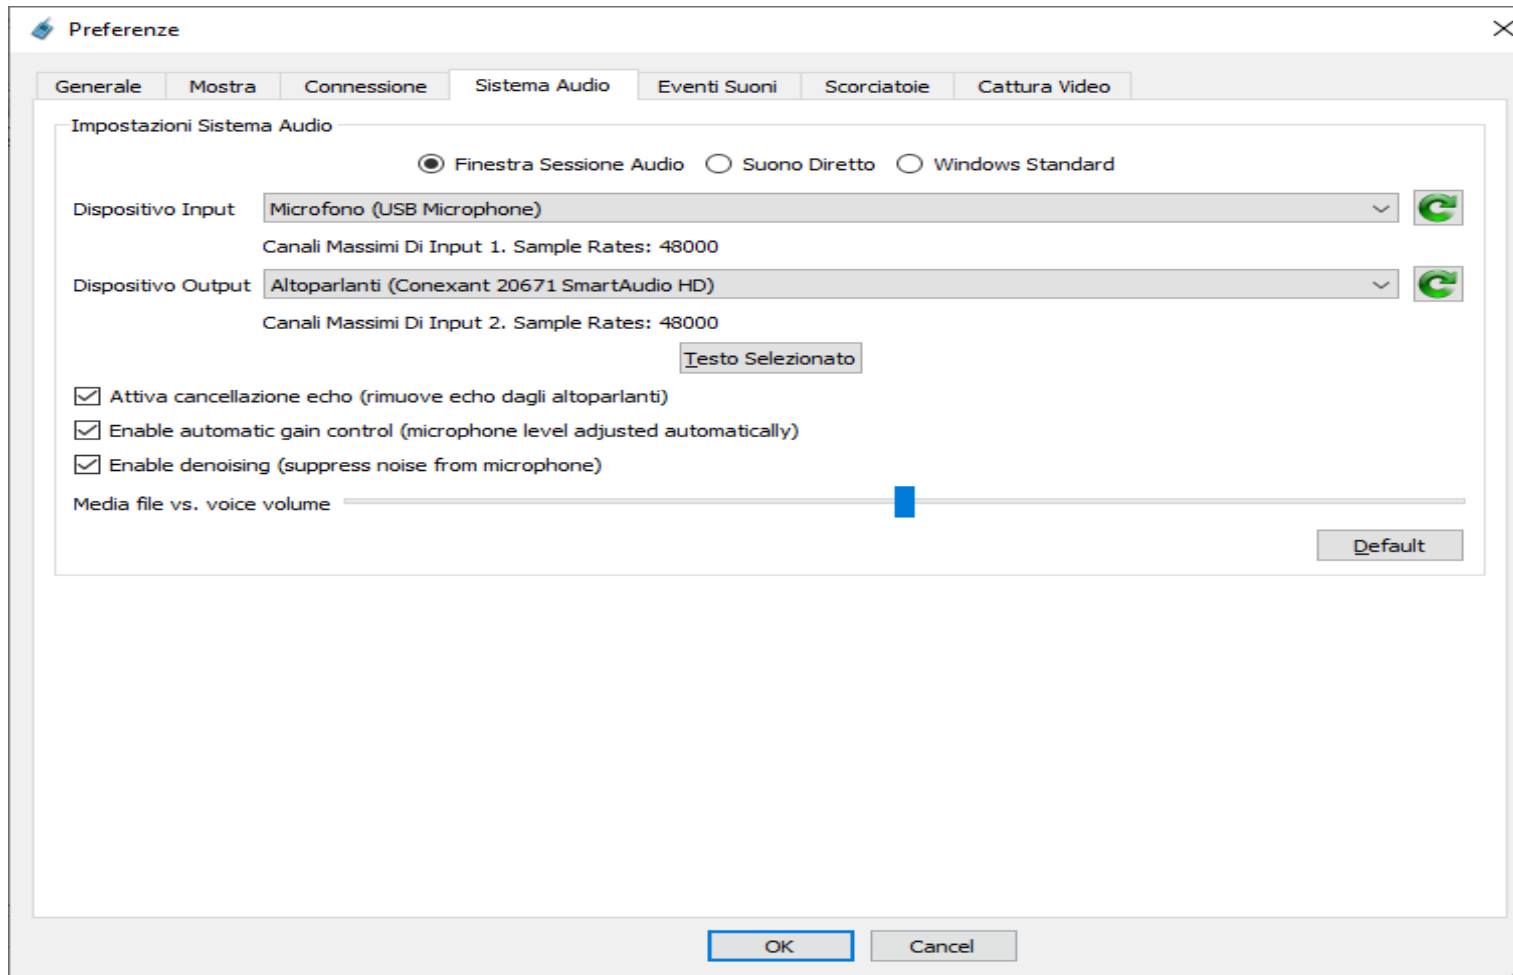 Preferenze
Generale Mostra Connessione Sistema Audio Eventi Suoni Scorciatoie Cattura Video
Impostazioni Sistema Audio
Finestra Sessione Audio Suono Diretto Windows Standard
Dispositivo Input Microfono (USB Microphone)
Canali Massimi Di Input 1. Sample Rates: 48000
Dispositivo Output Altoparlanti (Conexant 20671 SmartAudio HD)
Canali Massimi Di Input 2. Sample Rates: 48000
Testo Selezionato
Attiva cancellazione echo (rimuove echo dagli altoparlanti)
Enable automatic gain control (microphone level adjusted automatically)
Enable denoising (suppress noise from microphone)
Media file vs. voice volume
Default
OK Cancel